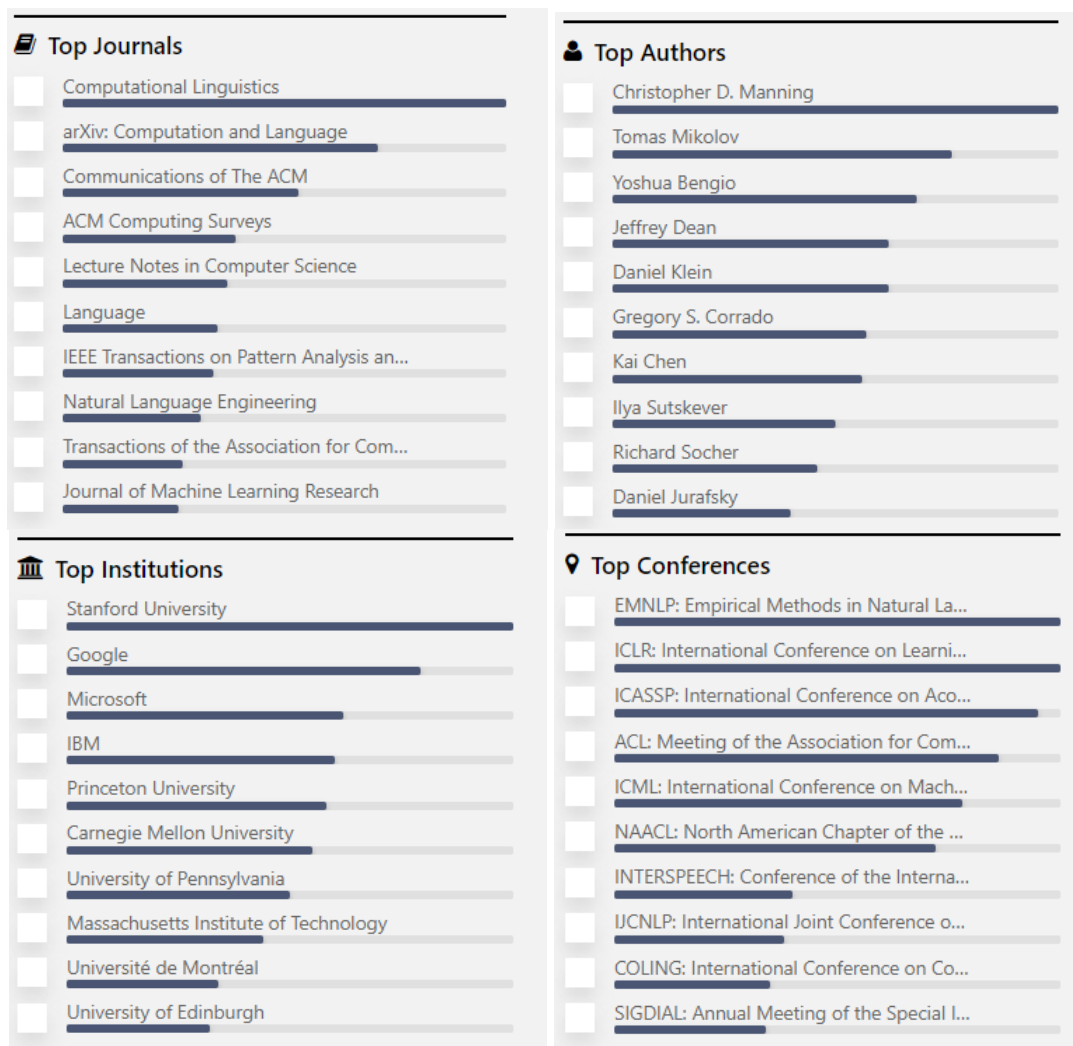 Top Journals
Computational Linguistics
arXiv: Computation and Language
Communications of The ACM
ACM Computing Surveys
Lecture Notes in Computer Science
Language
IEEE Transactions on Pattern Analysis an...
Natural Language Engineering
Transactions of the Association for Com...
Journal of Machine Learning Research
Top Authors
Christopher D. Manning
Tomas Mikolov
Yoshua Bengio
Jeffrey Dean
Daniel Klein
Gregory S. Corrado
Kai Chen
Ilya Sutskever
Richard Socher
Daniel Jurafsky
Top Institutions
Stanford University
Google
Microsoft
IBM
Princeton University
Carnegie Mellon University
University of Pennsylvania
Massachusetts Institute of Technology
Université de Montréal
University of Edinburgh
Top Conferences
EMNLP: Empirical Methods in Natural La...
ICLR: International Conference on Learni...
ICASSP: International Conference on Aco...
ACL: Meeting of the Association for Com...
ICML: International Conference on Mach...
NAACL: North American Chapter of the ...
INTERSPEECH: Conference of the Interna...
IJCNLP: International Joint Conference o...
COLING: International Conference on Co...
SIGDIAL: Annual Meeting of the Special I...